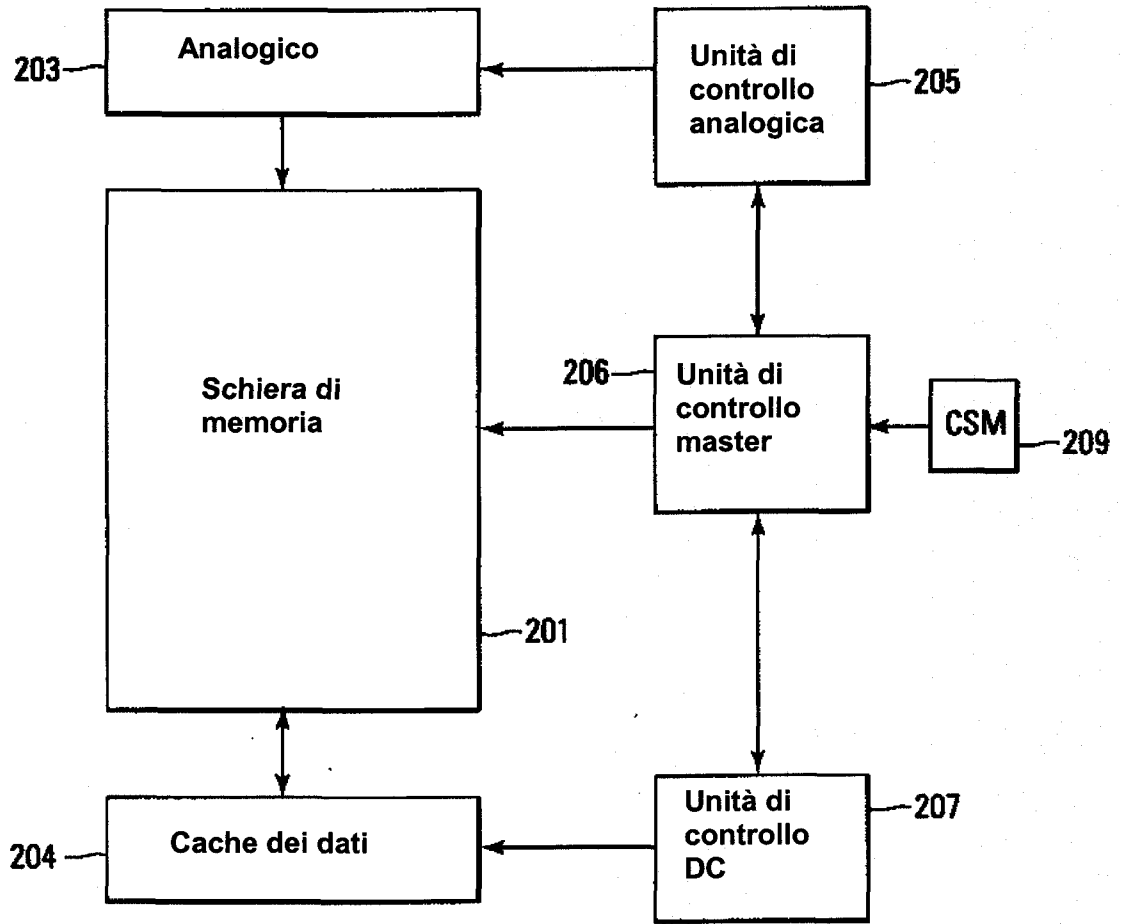 203
Analogico
Unità di
controllo
analogica
205
Schiera di
memoria
206
Unità di
controllo
master
CSM
209
201
204
Cache dei dati
Unità di
controllo
DC
207